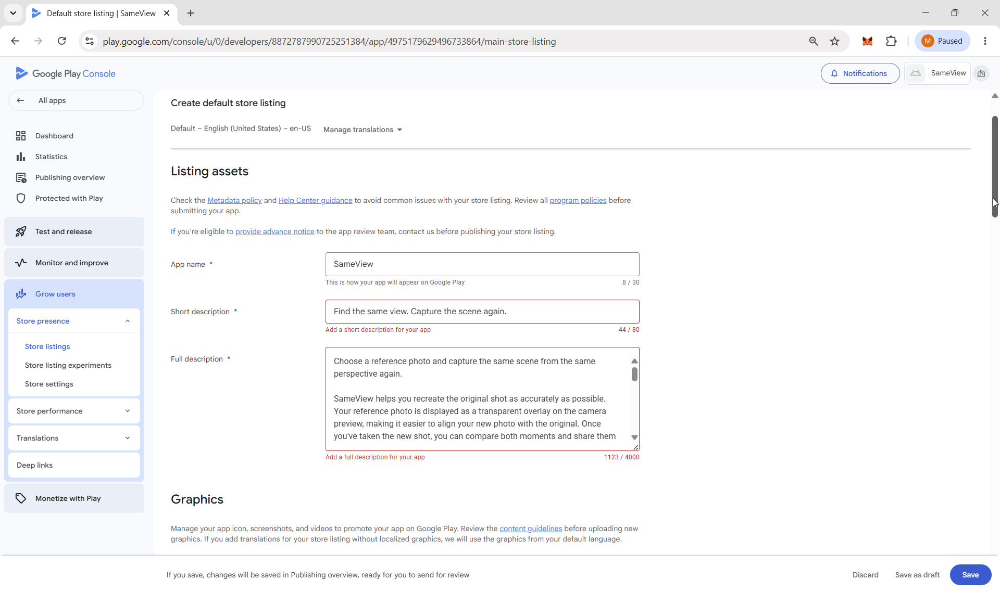 Default store listing | SameView
play.google.com/console/u/0/developers/8872787990725251384/app/4975179629496733864/main-store-listing
M Paused
Google Play Console
Notifications
SameView
All apps
Dashboard
Statistics
Publishing overview
Protected with Play
Test and release
Monitor and improve
Grow users
Store presence
Store listings
Store listing experiments
Store settings
Store performance
Translations
Deep links
Monetize with Play
Create default store listing
Default – English (United States) – en-US Manage translations
Listing assets
Check the Metadata policy and Help Center guidance to avoid common issues with your store listing. Review all program policies before
submitting your app.
If you're eligible to provide advance notice to the app review team, contact us before publishing your store listing.
App name *
SameView
This is how your app will appear on Google Play 8 / 30
Short description *
Find the same view. Capture the scene again.
Add a short description for your app 44 / 80
Full description *
Choose a reference photo and capture the same scene from the same
perspective again.
SameView helps you recreate the original shot as accurately as possible.
Your reference photo is displayed as a transparent overlay on the camera
preview, making it easier to align your new photo with the original. Once
you've taken the new shot, you can compare both moments and share them
Add a full description for your app 1123 / 4000
Graphics
Manage your app icon, screenshots, and videos to promote your app on Google Play. Review the content guidelines before uploading new
graphics. If you add translations for your store listing without localized graphics, we will use the graphics from your default language.
If you save, changes will be saved in Publishing overview, ready for you to send for review
Discard Save as draft Save